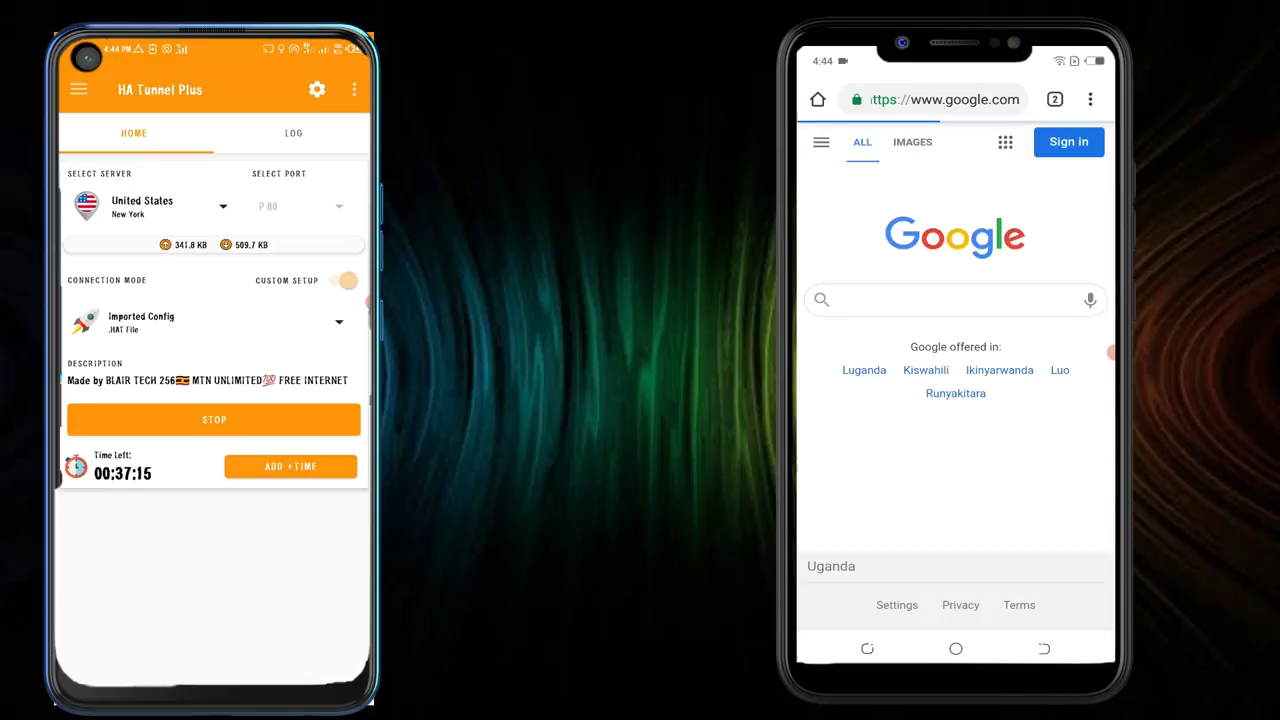 4:44 PM
HA Tunnel Plus
HOME
LOG
SELECT SERVER
SELECT PORT
United States
New York
P 80
341.8 KB
509.7 KB
CONNECTION MODE
CUSTOM SETUP
Imported Config
.HAT File
DESCRIPTION
Made by BLAIR TECH 256🇺🇬 MTN UNLIMITED💯 FREE INTERNET
STOP
Time Left:
00:37:15
ADD + TIME
4:44
ttps://www.google.com
2
ALL
IMAGES
Sign in
Google
Google offered in:
Luganda Kiswahili Ikinyarwanda Luo
Runyakitara
Uganda
Settings Privacy Terms